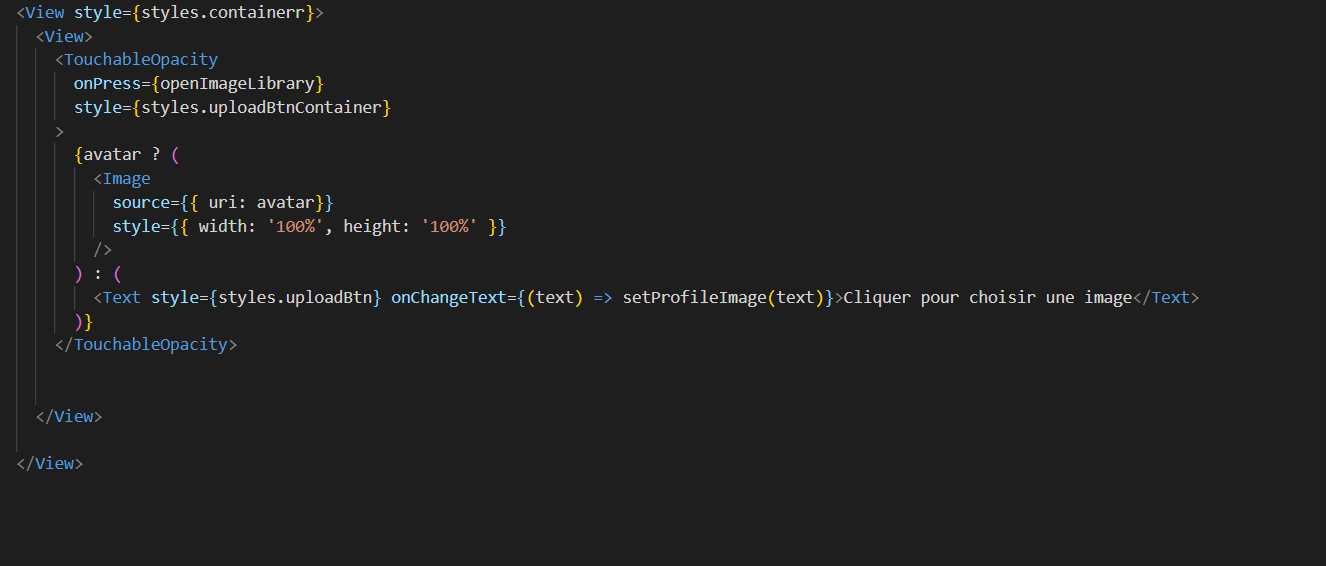 <View style={styles.containerr}>
<View>
<TouchableOpacity
onPress={openImageLibrary}
style={styles.uploadBtnContainer}
>
{avatar ? (
<Image
source={{ uri: avatar}}
style={{ width: '100%', height: '100%' }}
/>
) : (
<Text style={styles.uploadBtn} onChangeText={(text) => setProfileImage(text)}>Cliquer pour choisir une image</Text>
)}
</TouchableOpacity>
</View>
</View>